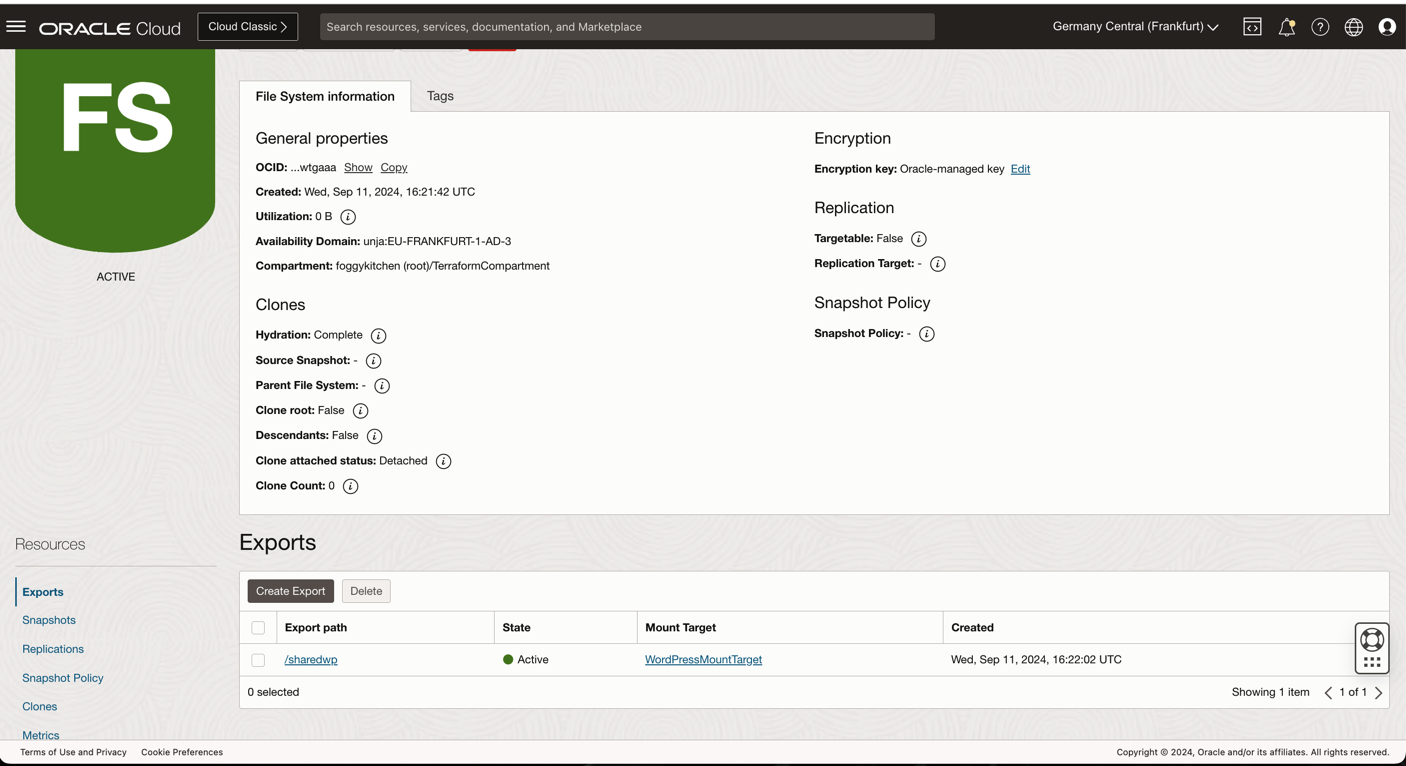 ORACLE Cloud
Cloud Classic
Search resources, services, documentation, and Marketplace
Germany Central (Frankfurt)
FS
ACTIVE
File System information
Tags
General properties
OCID: ...wtgaaa Show Copy
Created: Wed, Sep 11, 2024, 16:21:42 UTC
Utilization: 0 B
Availability Domain: unja:EU-FRANKFURT-1-AD-3
Compartment: foggykitchen (root)/TerraformCompartment
Clones
Hydration: Complete
Source Snapshot: -
Parent File System: -
Clone root: False
Descendants: False
Clone attached status: Detached
Clone Count: 0
Encryption
Encryption key: Oracle-managed key Edit
Replication
Targetable: False
Replication Target: -
Snapshot Policy
Snapshot Policy: -
Resources
Exports
Snapshots
Replications
Snapshot Policy
Clones
Metrics
Exports
Create Export Delete
Export path State Mount Target Created
/sharedwp Active WordPressMountTarget Wed, Sep 11, 2024, 16:22:02 UTC
0 selected
Showing 1 item 1 of 1
Terms of Use and Privacy Cookie Preferences
Copyright © 2024, Oracle and/or its affiliates. All rights reserved.